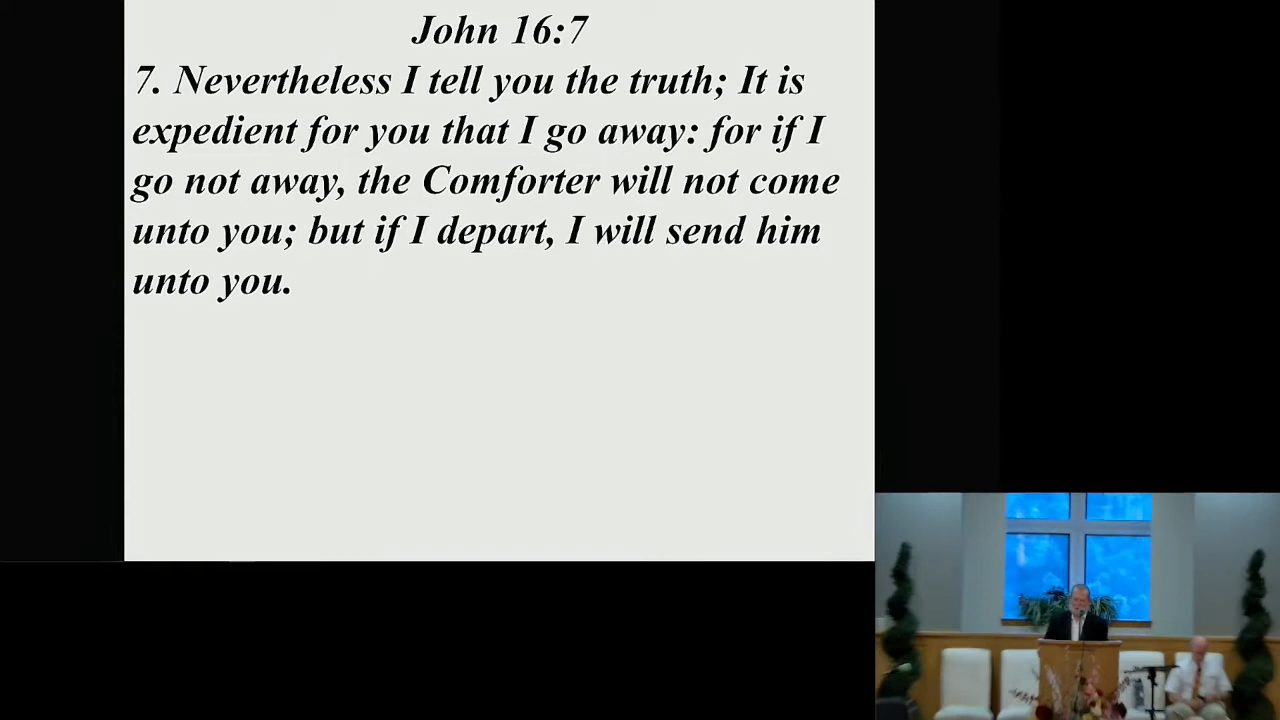 John 16:7
7. Nevertheless I tell you the truth; It is
expedient for you that I go away: for if I
go not away, the Comforter will not come
unto you; but if I depart, I will send him
unto you.